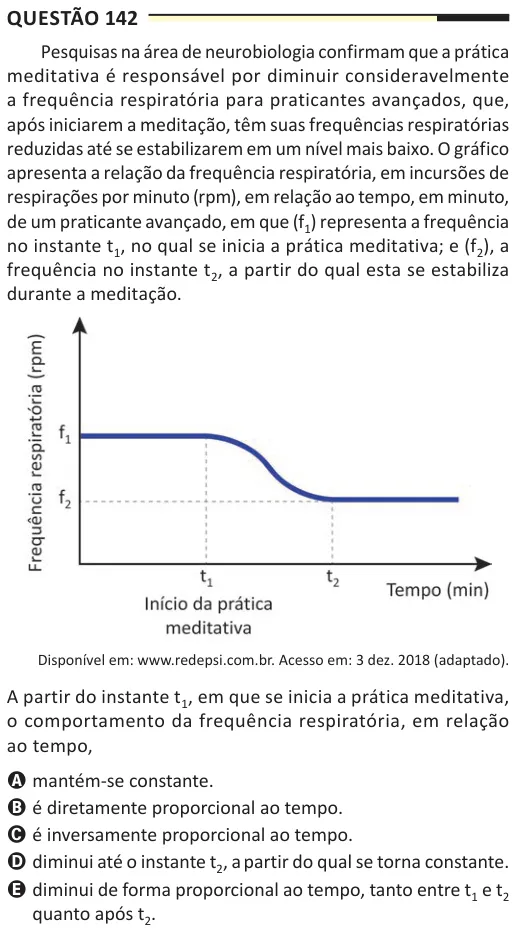 QUESTÃO 142
Pesquisas na área de neurobiologia confirmam que a prática
meditativa é responsável por diminuir consideravelmente
a frequência respiratória para praticantes avançados, que,
após iniciarem a meditação, têm suas frequências respiratórias
reduzidas até se estabilizarem em um nível mais baixo. O gráfico
apresenta a relação da frequência respiratória, em incursões de
respirações por minuto (rpm), em relação ao tempo, em minuto,
de um praticante avançado, em que (f₁) representa a frequência
no instante t₁, no qual se inicia a prática meditativa; e (f₂), a
frequência no instante t₂, a partir do qual esta se estabiliza
durante a meditação.
Frequência respiratória (rpm)
f₁
f₂
t₁
t₂
Tempo (min)
Início da prática
meditativa
Disponível em: www.redepsi.com.br. Acesso em: 3 dez. 2018 (adaptado).
A partir do instante t₁, em que se inicia a prática meditativa,
o comportamento da frequência respiratória, em relação
ao tempo,
A mantém-se constante.
B é diretamente proporcional ao tempo.
C é inversamente proporcional ao tempo.
D diminui até o instante t₂, a partir do qual se torna constante.
E diminui de forma proporcional ao tempo, tanto entre t₁ e t₂
quanto após t₂.